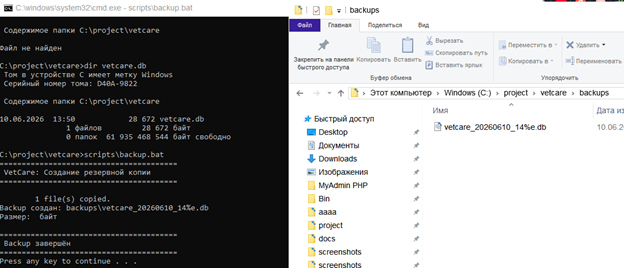 C:\windows\system32\cmd.exe - scripts\backup.bat
Содержимое папки C:\project\vetcare
Файл не найден
C:\project\vetcare>dir vetcare.db
Том в устройстве C имеет метку Windows
Серийный номер тома: D40A-9822
Содержимое папки C:\project\vetcare
10.06.2026 13:50 28 672 vetcare.db
1 файлов 28 672 байт
0 папок 61 935 468 544 байт свободно
C:\project\vetcare>scripts\backup.bat
========================================
VetCare: Создание резервной копии
========================================
1 file(s) copied.
Backup создан: backups\vetcare_20260610_14%e.db
Размер: байт
========================================
Backup завершён
========================================
Press any key to continue . . .
backups
Файл Главная Поделиться Вид
Закрепить на панели быстрого доступа
Копировать
Вставить
Вырезать
Скопировать путь
Вставить ярлык
Буфер обмена
Переместить в
Копировать в
Удалить
Переименовать
Упорядочить
Этот компьютер > Windows (C:) > project > vetcare > backups
Имя
Дата из
Быстрый доступ
Desktop
Документы
Downloads
Изображения
MyAdmin PHP
Bin
aaaa
project
docs
screenshots
screenshots
vetcare_20260610_14%e.db
10.06.20